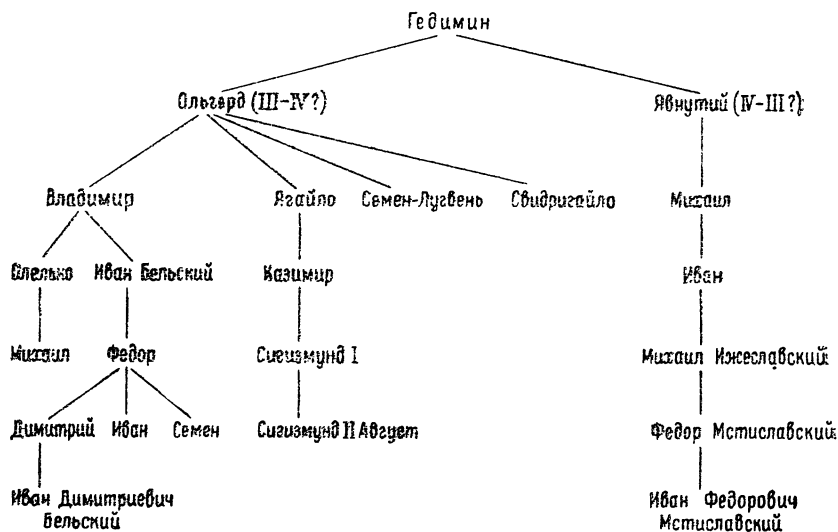 Гедимин
Ольгерд (III-IV?)
Явнутий (IV-III?)
Владимир
Ягайло
Семен-Лугвень
Свидригайло
Михаил
Олелько
Иван Бельский
Казимир
Иван
Михаил
Федор
Сигизмунд I
Михаил Ижеславский
Димитрий
Иван
Семен
Сигизмунд II Август
Федор Мстиславский
Иван Димитриевич
Бельский
Иван Федорович
Мстиславский